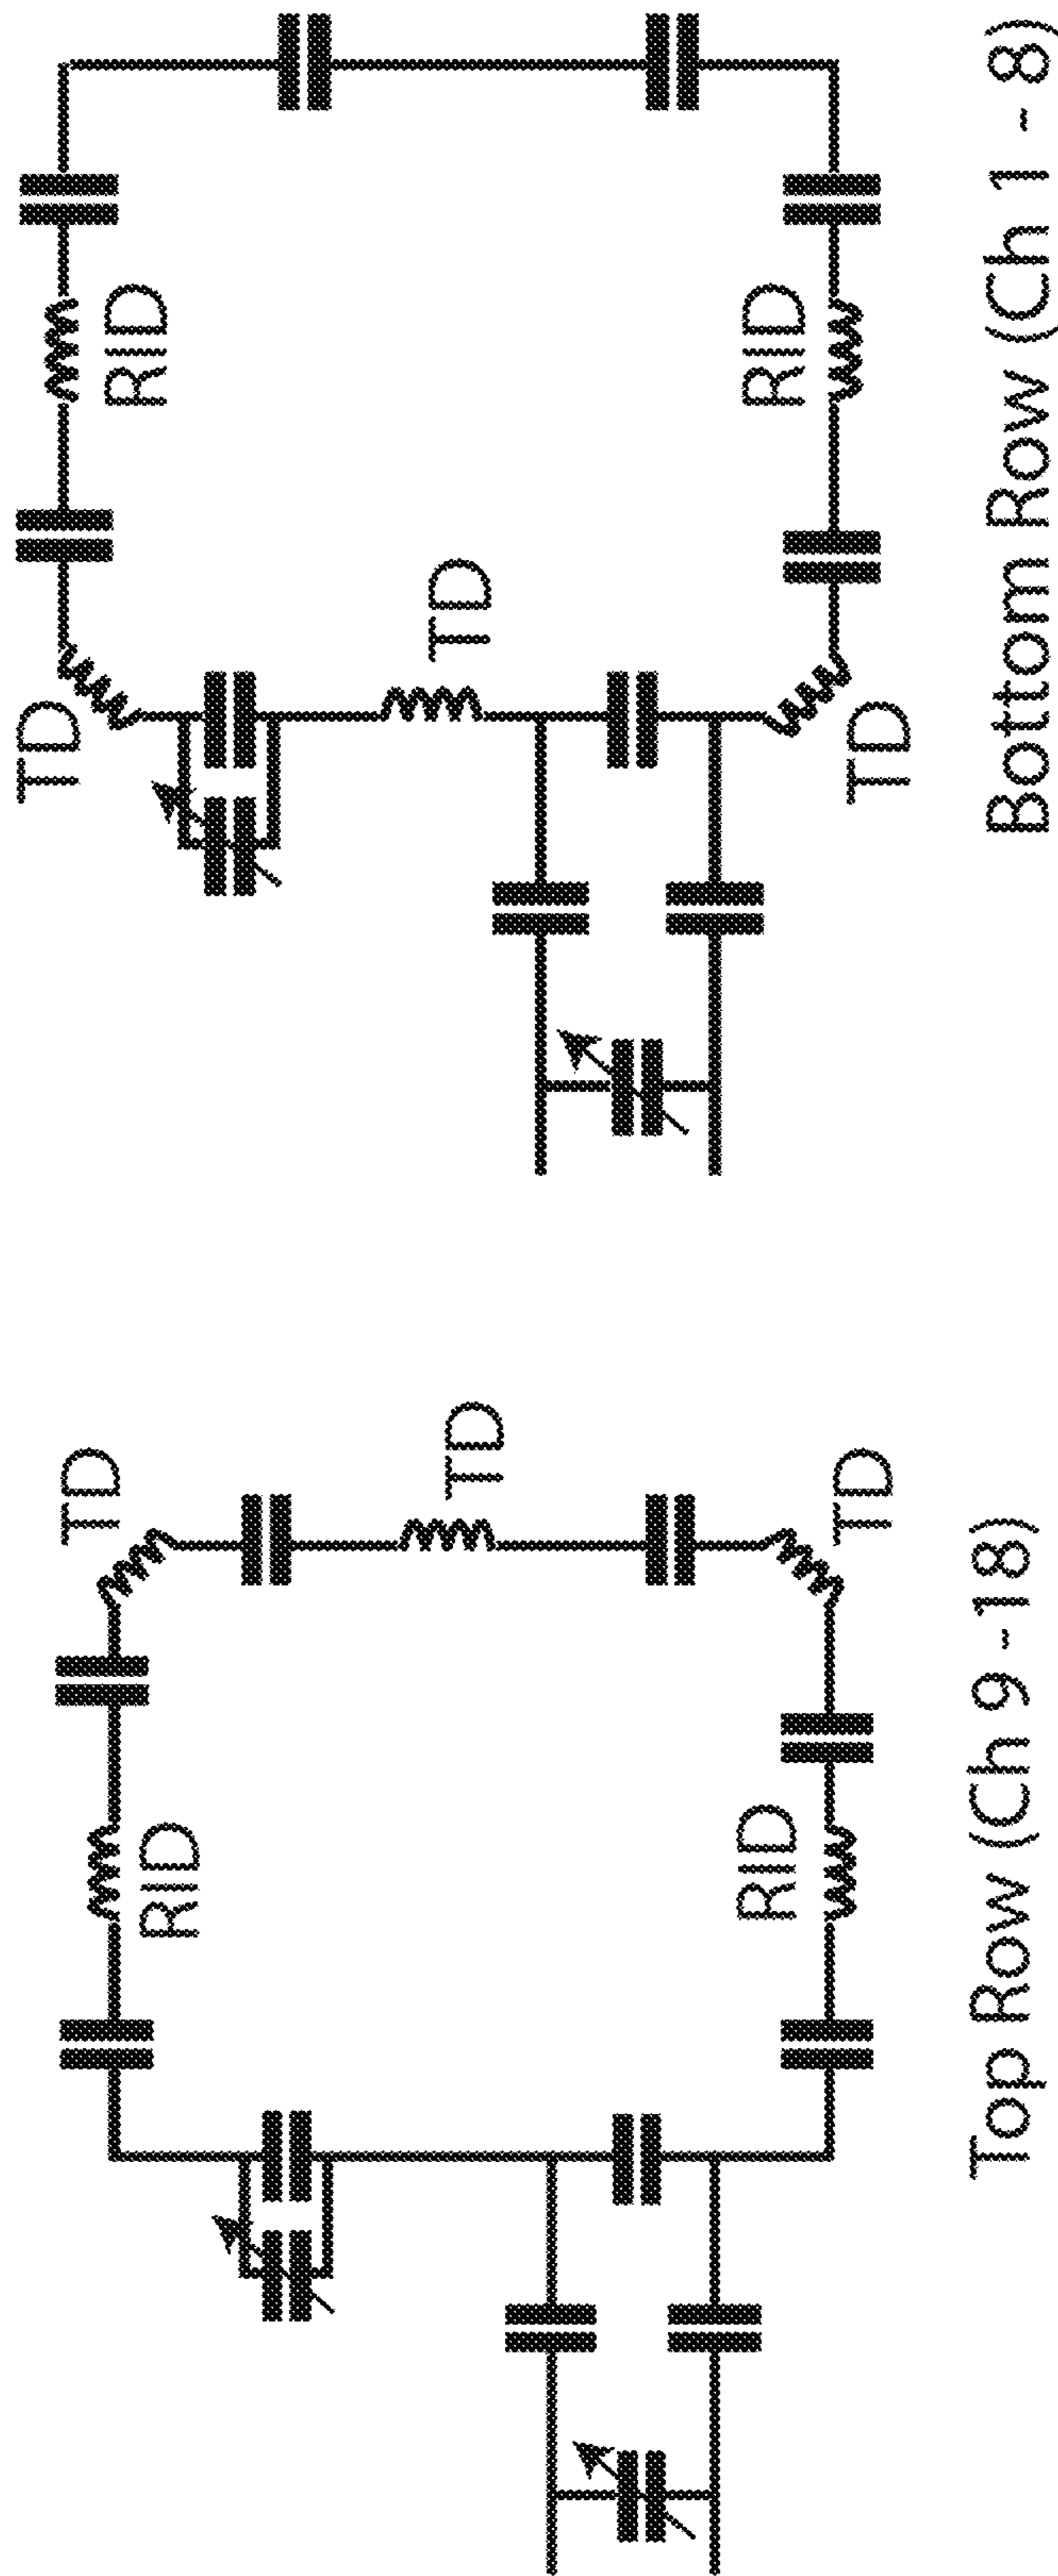 TD
RID
TD
RID
TD
Top Row (Ch 9 -18)
TD
RID
TD
RID
TD
Bottom Row (Ch 1 - 8)